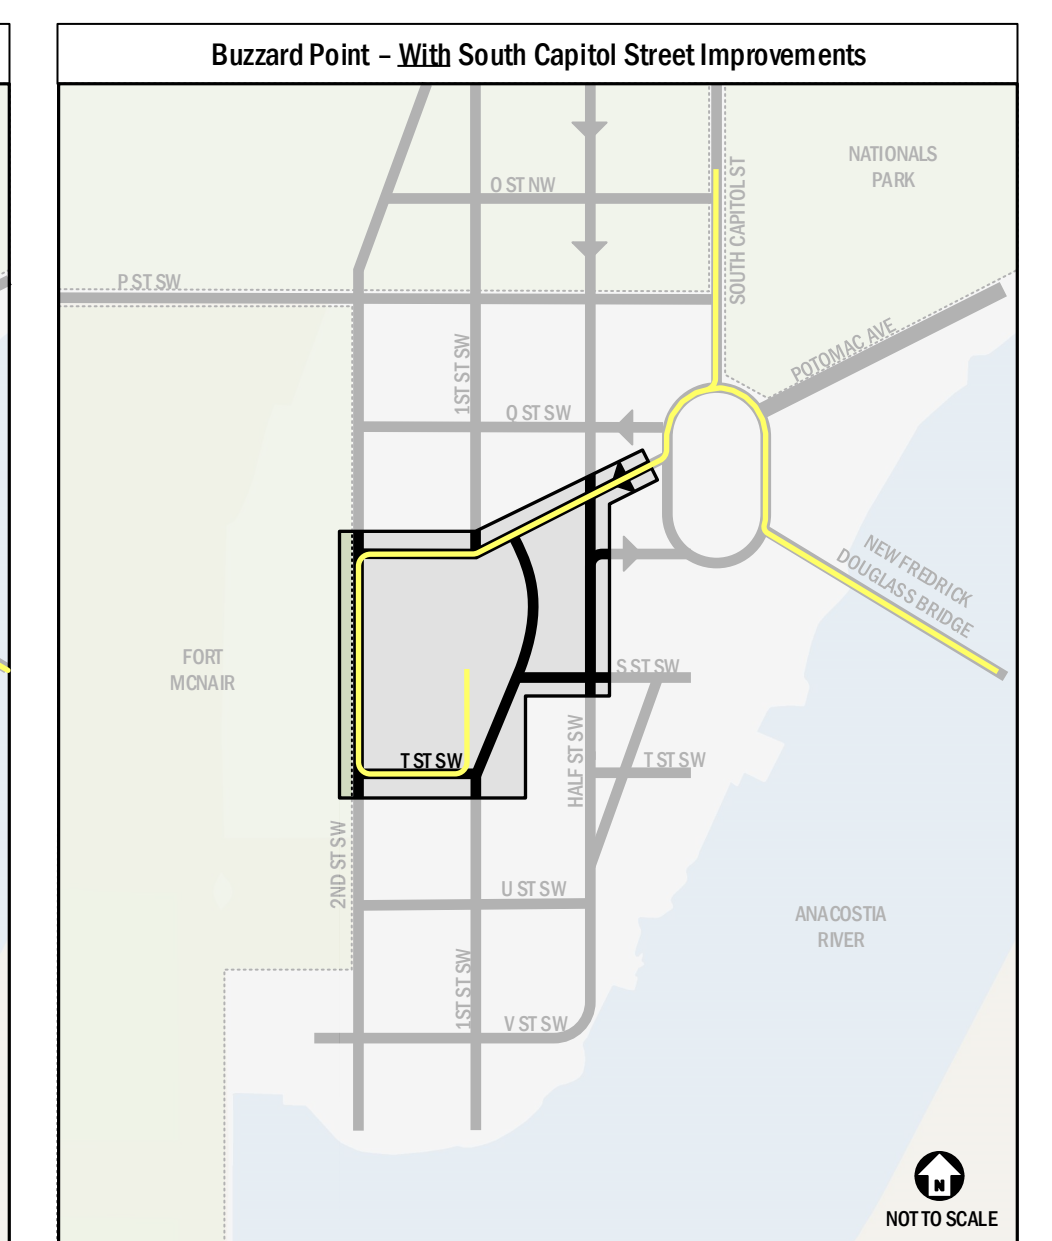 Buzzard Point – With South Capitol Street Improvements
NATIONALS
PARK
O ST NW
SOUTH CAPITOL ST
P ST SW
POTOMAC AVE
1ST ST SW
Q ST SW
NEW FREDRICK
DOUGLASS BRIDGE
FORT
MCNAIR
S ST SW
T ST SW
T ST SW
HALF ST SW
2ND ST SW
U ST SW
ANACOSTIA
RIVER
1ST ST SW
V ST SW
N
NOT TO SCALE